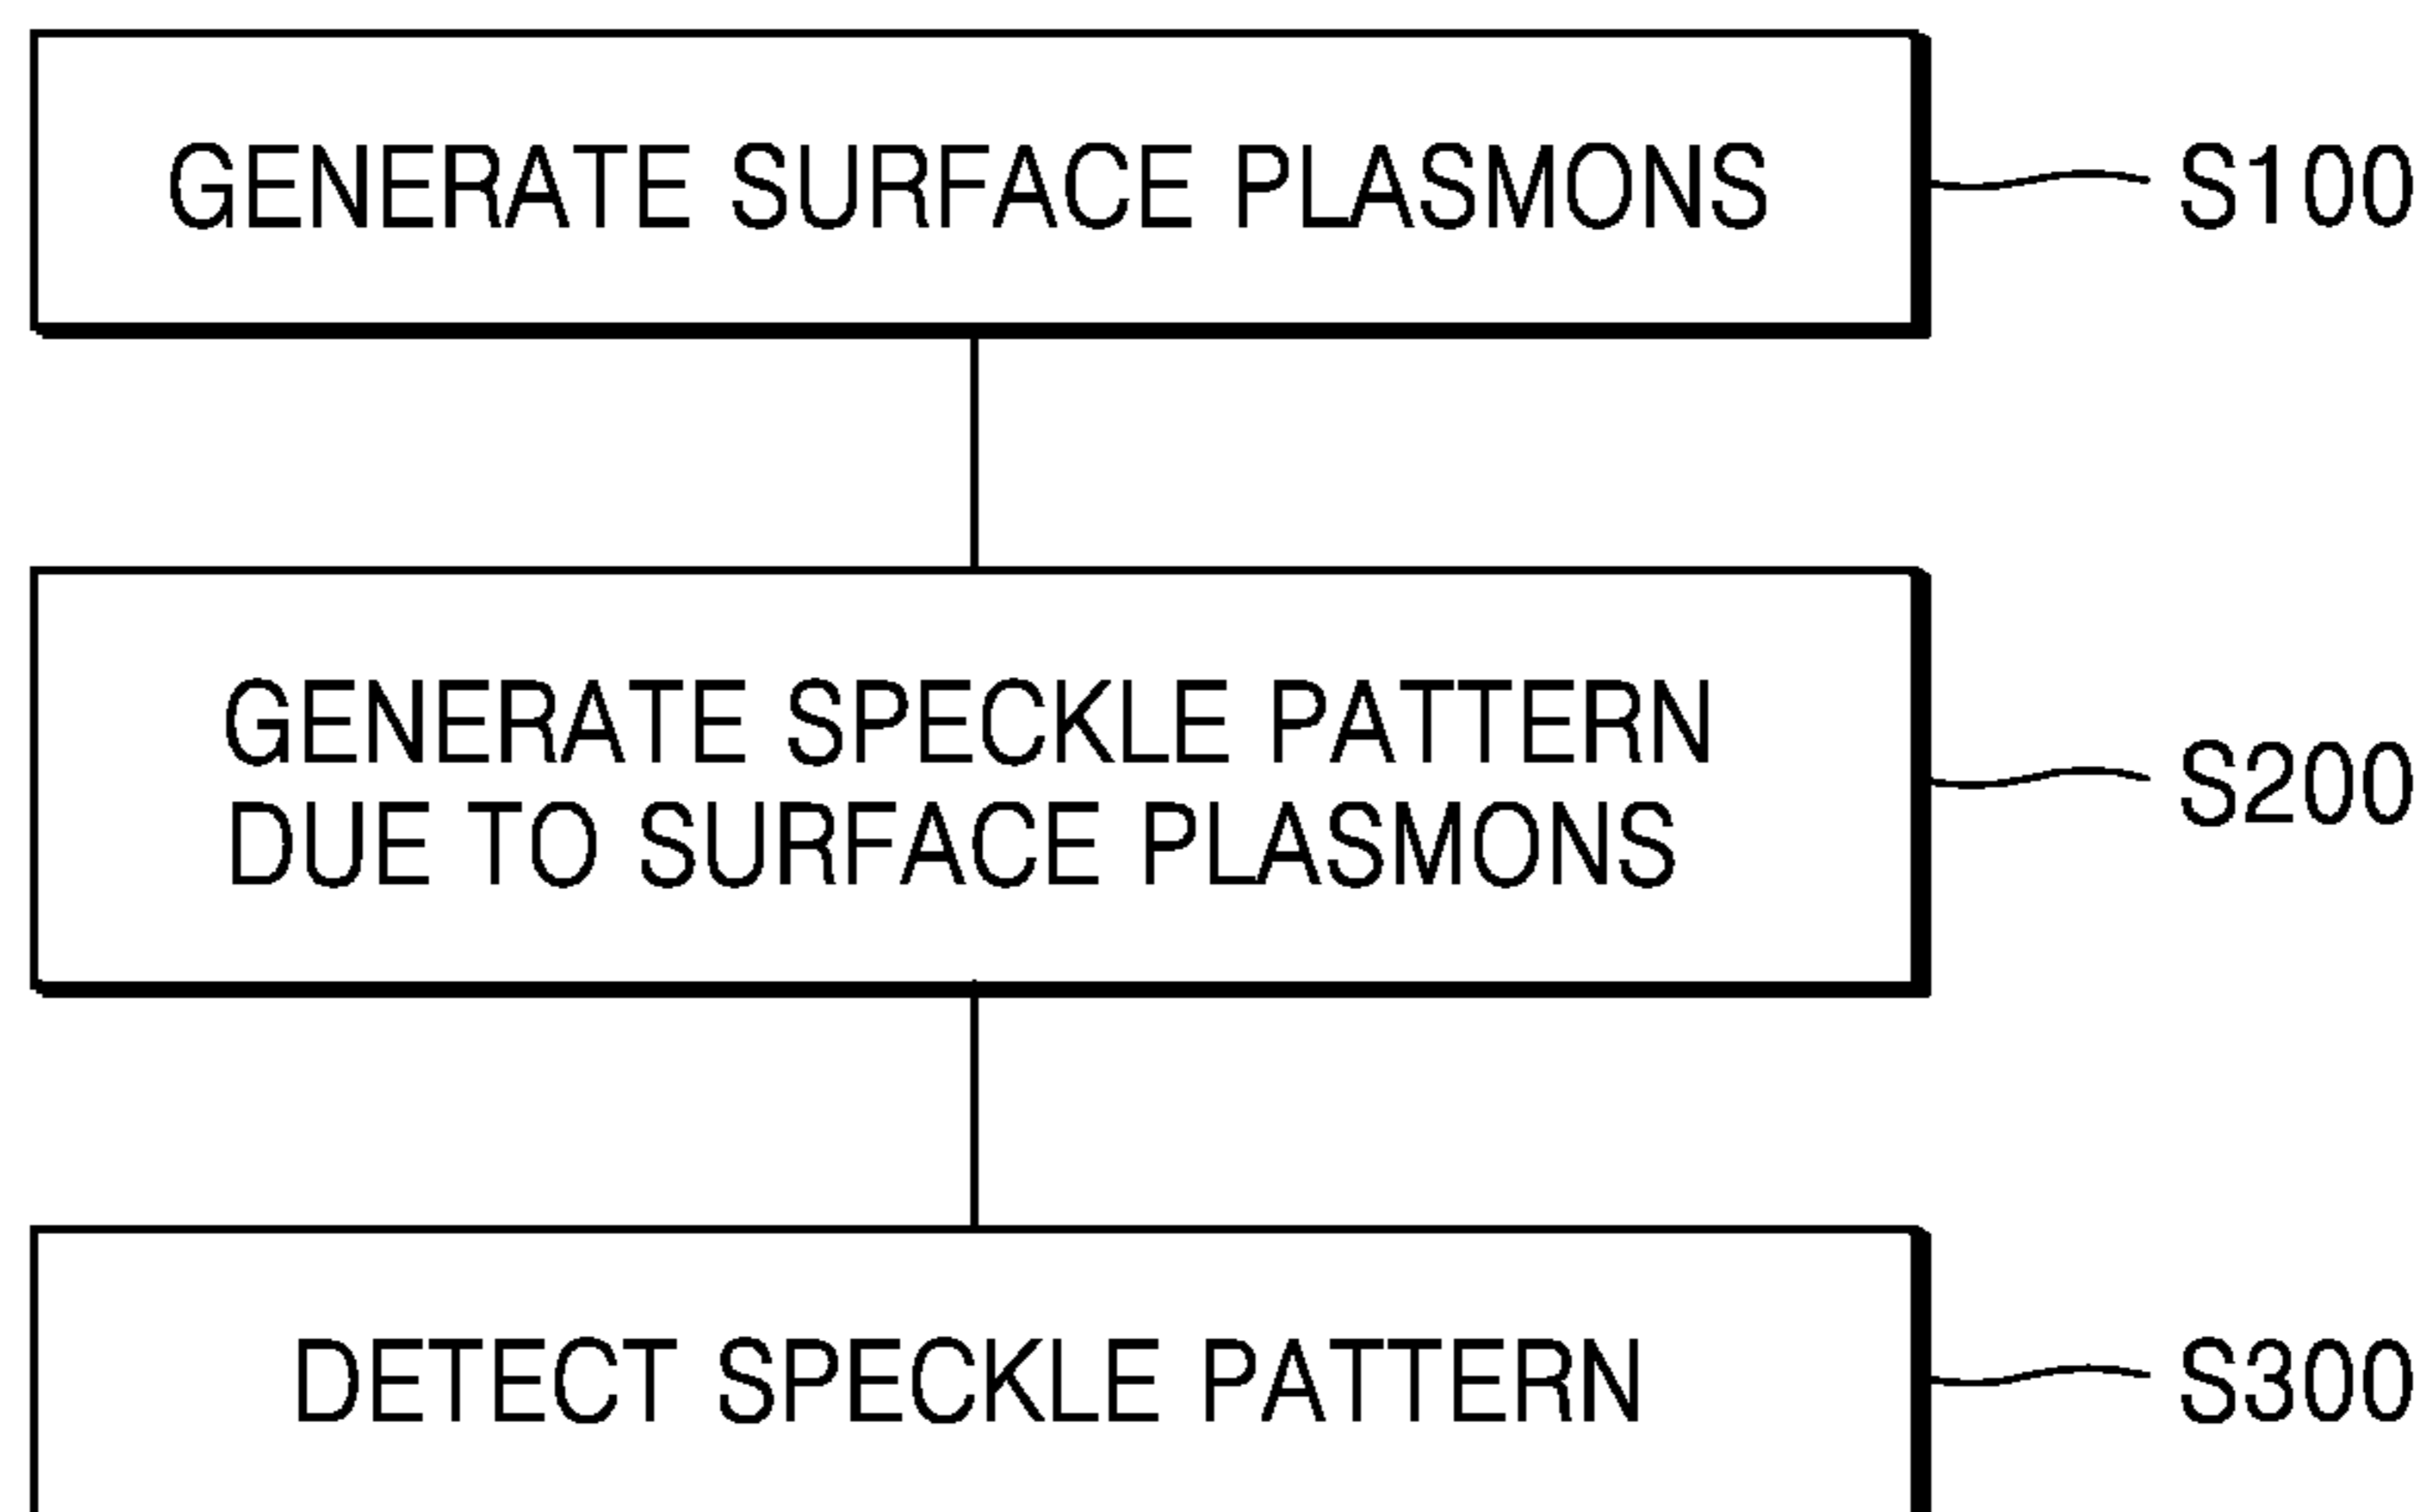 GENERATE SURFACE PLASMONS
S100
GENERATE SPECKLE PATTERN
DUE TO SURFACE PLASMONS
S200
DETECT SPECKLE PATTERN
S300